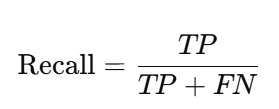 Recall = TP / TP + FN